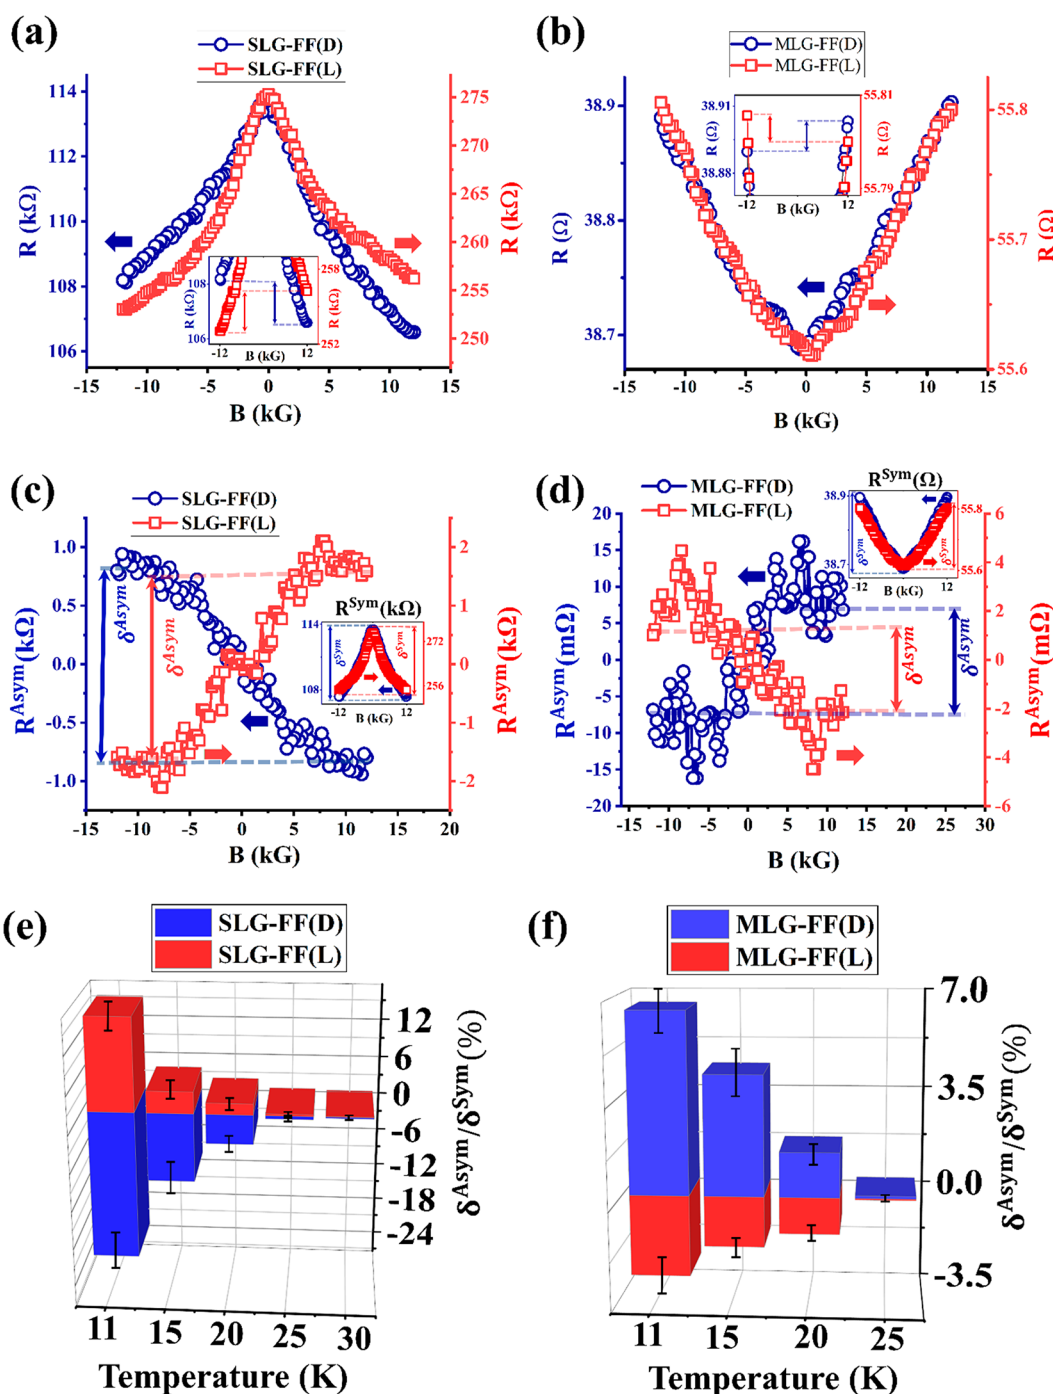 (a)
SLG-FF(D)
SLG-FF(L)
114
112
110
108
106
R (kΩ)
275
270
265
260
255
250
R (kΩ)
-15 -10 -5 0 5 10 15
B (kG)
108
106
R (kΩ)
258
252
R (kΩ)
-12 12
B (kG)
(b)
MLG-FF(D)
MLG-FF(L)
38.9
38.8
38.7
R (Ω)
55.8
55.7
55.6
R (Ω)
-15 -10 -5 0 5 10 15
B (kG)
38.91
38.88
R (Ω)
55.81
55.79
R (Ω)
-12 12
B (kG)
(c)
SLG-FF(D)
SLG-FF(L)
1.0
0.5
0.0
-0.5
-1.0
R^Asym(kΩ)
2
1
0
-1
-2
R^Asym(kΩ)
-15 -10 -5 0 5 10 15 20
B (kG)
δ^Asym
δ^Asym
R^Sym(kΩ)
114
108
272
256
δ^Sym
δ^Sym
-12 12
B (kG)
(d)
MLG-FF(D)
MLG-FF(L)
20
15
10
5
0
-5
-10
-15
-20
R^Asym(mΩ)
6
4
2
0
-2
-4
-6
R^Asym(mΩ)
-15 -10 -5 0 5 10 15 20 25 30
B (kG)
δ^Asym
δ^Asym
R^Sym(Ω)
38.9
38.7
55.8
55.6
δ^Sym
δ^Sym
-12 12
B (kG)
(e)
SLG-FF(D)
SLG-FF(L)
12
6
0
-6
-12
-18
-24
δ^Asym/δ^Sym(%)
11 15 20 25 30
Temperature (K)
(f)
MLG-FF(D)
MLG-FF(L)
7.0
3.5
0.0
-3.5
δ^Asym/δ^Sym(%)
11 15 20 25
Temperature (K)